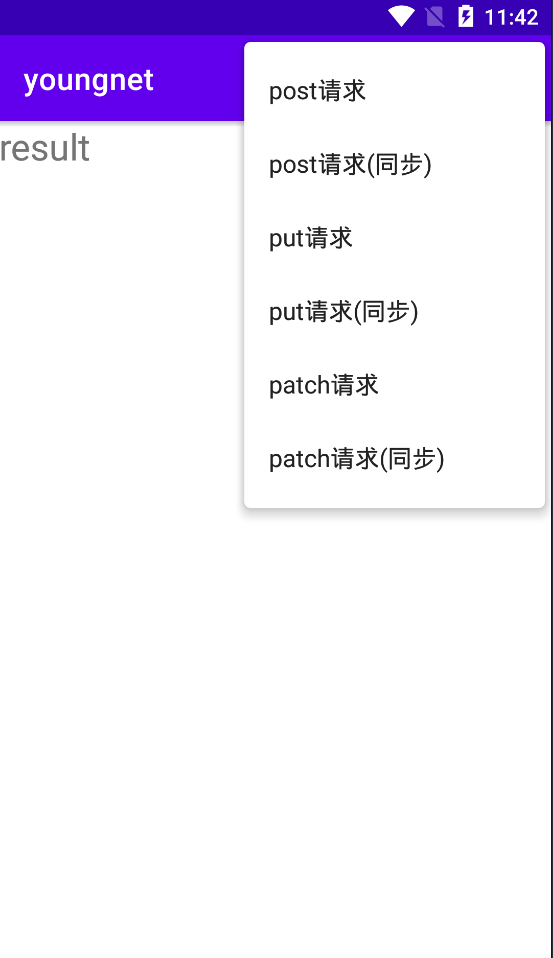 11:42
youngnet
result
post请求
post请求(同步)
put请求
put请求(同步)
patch请求
patch请求(同步)